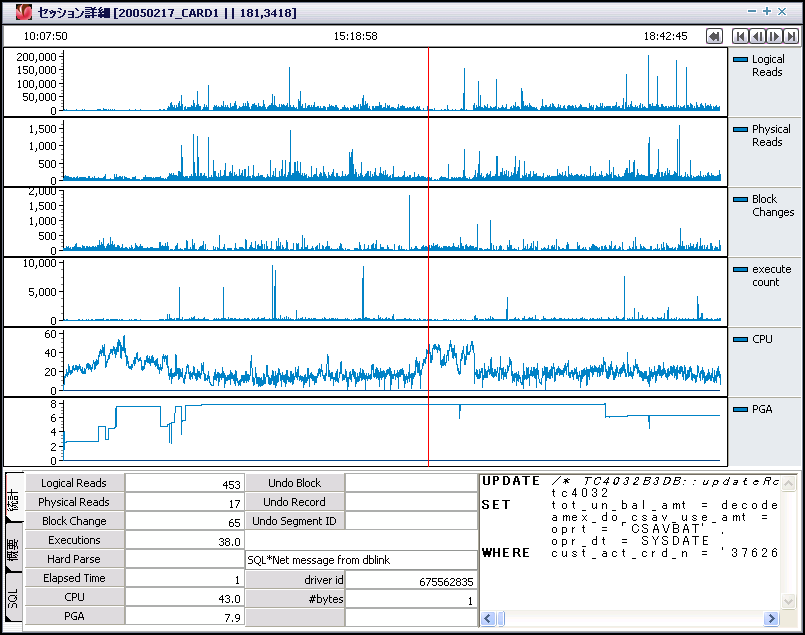 セッション詳細 [20050217_CARD1 || 181,3418]
10:07:50 15:18:58 18:42:45
200,000
150,000
100,000
50,000
0
Logical
Reads
1,500
1,000
500
0
Physical
Reads
2,000
1,500
1,000
500
0
Block
Changes
10,000
5,000
0
execute
count
60
40
20
0
CPU
8
6
4
2
0
PGA
統計
概要
SQL
Logical Reads 453 Undo Block
Physical Reads 17 Undo Record
Block Change 65 Undo Segment ID
Executions 38.0
Hard Parse SQL*Net message from dblink
Elapsed Time 1 driver id 675562835
CPU 43.0 #bytes 1
PGA 7.9
UPDATE /* TC4032B3DB::updateRc
tc4032
SET tot_un_bal_amt = decode
amex_do_csav_use_amt =
oprt = 'CSAVBAT' ,
opr_dt = SYSDATE
WHERE cust_act_crd_n = '37626